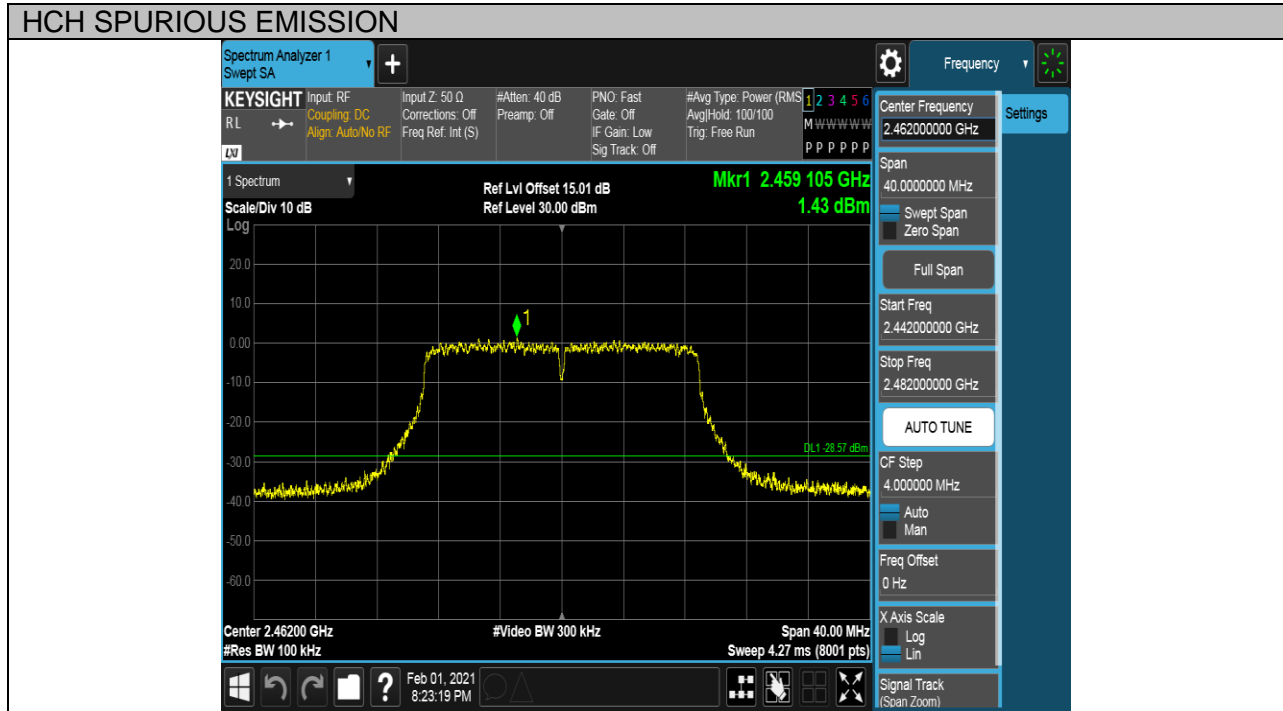 HCH SPURIOUS EMISSION
Spectrum Analyzer 1
Swept SA
+
Frequency
KEYSIGHT
RL
LXI
Input: RF
Coupling: DC
Align: Auto/No RF
Input Z: 50 Ω
Corrections: Off
Freq Ref: Int (S)
#Atten: 40 dB
Preamp: Off
PNO: Fast
Gate: Off
IF Gain: Low
Sig Track: Off
#Avg Type: Power (RMS
Avg|Hold: 100/100
Trig: Free Run
1 2 3 4 5 6
M W W W W W
P P P P P P
1 Spectrum
Scale/Div 10 dB
Ref Lvl Offset 15.01 dB
Ref Level 30.00 dBm
Mkr1 2.459 105 GHz
1.43 dBm
Log
20.0
10.0
0.00
-10.0
-20.0
-30.0
-40.0
-50.0
-60.0
1
DL1 -28.57 dBm
Center 2.46200 GHz
#Res BW 100 kHz
#Video BW 300 kHz
Span 40.00 MHz
Sweep 4.27 ms (8001 pts)
Center Frequency
2.462000000 GHz
Settings
Span
40.0000000 MHz
Swept Span
Zero Span
Full Span
Start Freq
2.442000000 GHz
Stop Freq
2.482000000 GHz
AUTO TUNE
CF Step
4.000000 MHz
Auto
Man
Freq Offset
0 Hz
X Axis Scale
Log
Lin
Signal Track
(Span Zoom)
?
Feb 01, 2021
8:23:19 PM